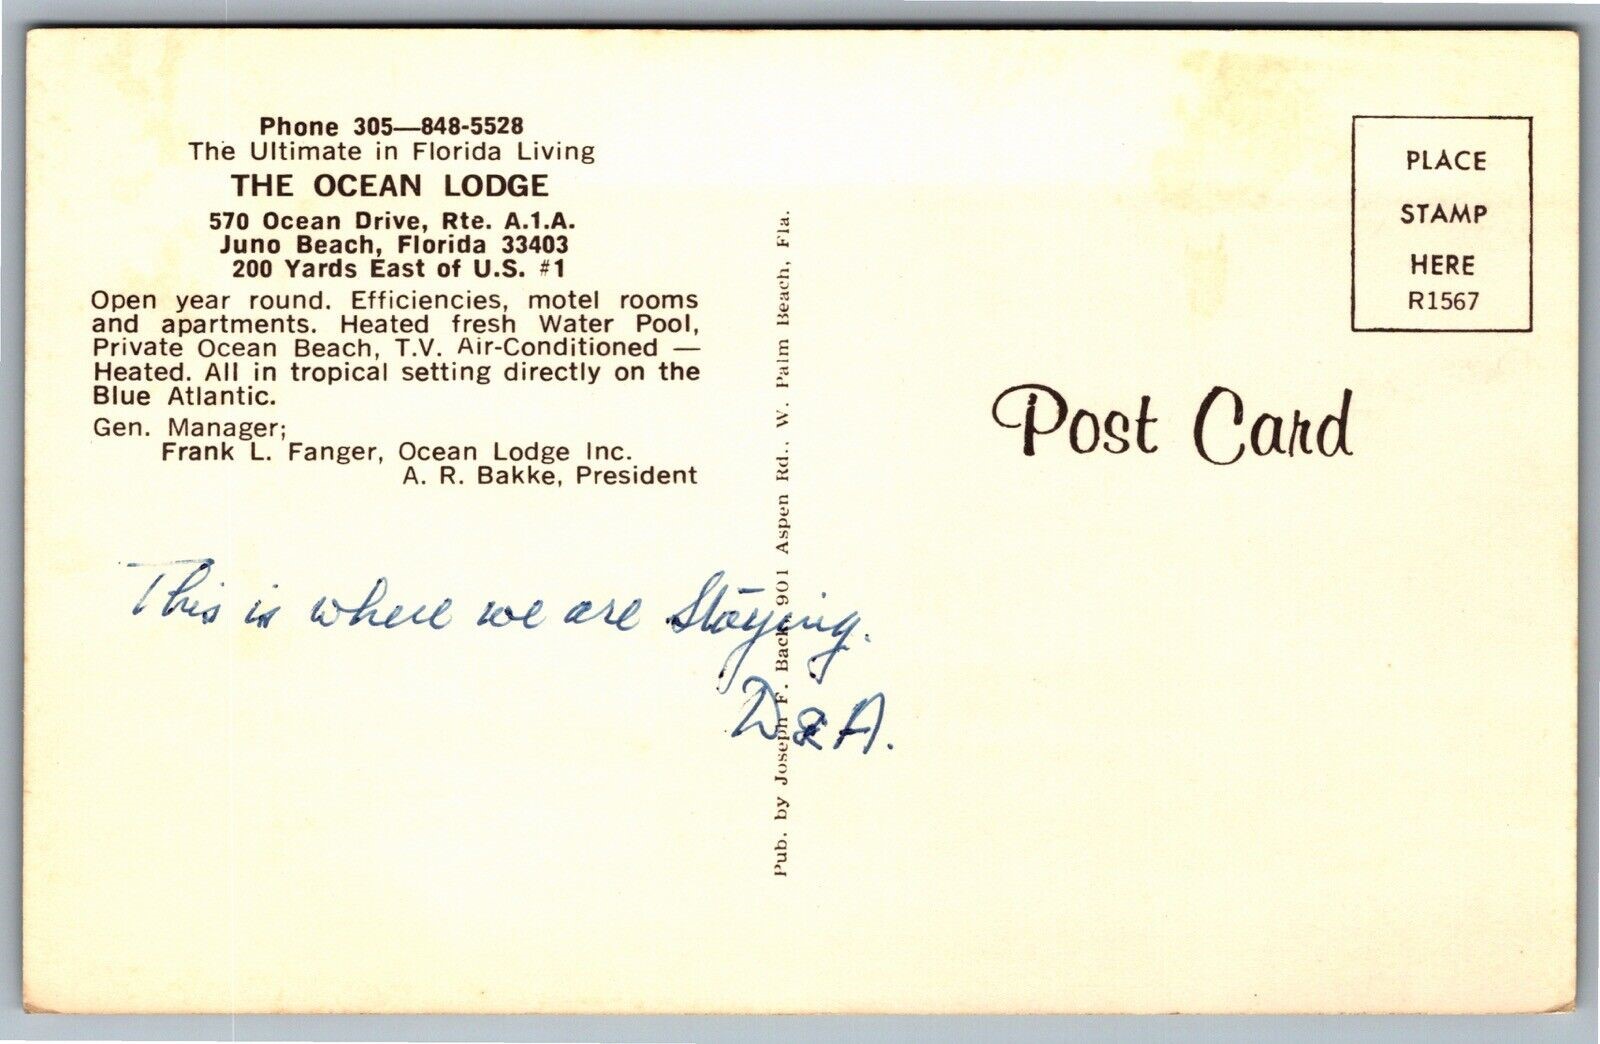 Phone 305—848-5528
The Ultimate in Florida Living
THE OCEAN LODGE
570 Ocean Drive, Rte. A.1.A.
Juno Beach, Florida 33403
200 Yards East of U.S. #1
Open year round. Efficiencies, motel rooms
and apartments. Heated fresh Water Pool,
Private Ocean Beach, T.V. Air-Conditioned —
Heated. All in tropical setting directly on the
Blue Atlantic.
Gen. Manager;
Frank L. Fanger, Ocean Lodge Inc.
A. R. Bakke, President
This is where we are Staying.
D & A.
Pub. by Joseph F. Back, 901 Aspen Rd., W. Palm Beach, Fla.
PLACE
STAMP
HERE
R1567
Post Card